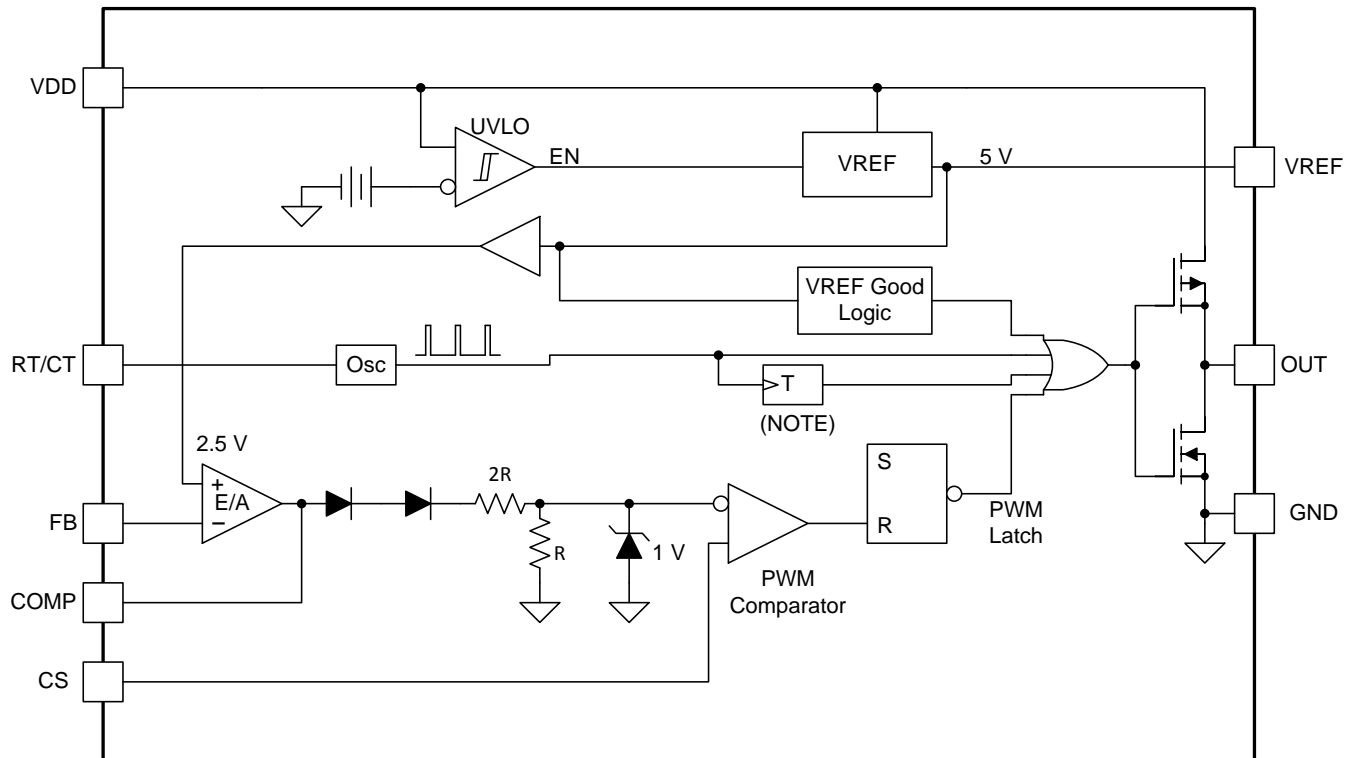 VDD
UVLO
EN
VREF
5 V
VREF
VREF Good
Logic
RT/CT
Osc
T
(NOTE)
OUT
2.5 V
+
E/A
−
2R
S
R
FB
R
1 V
PWM
Latch
GND
PWM
Comparator
COMP
CS